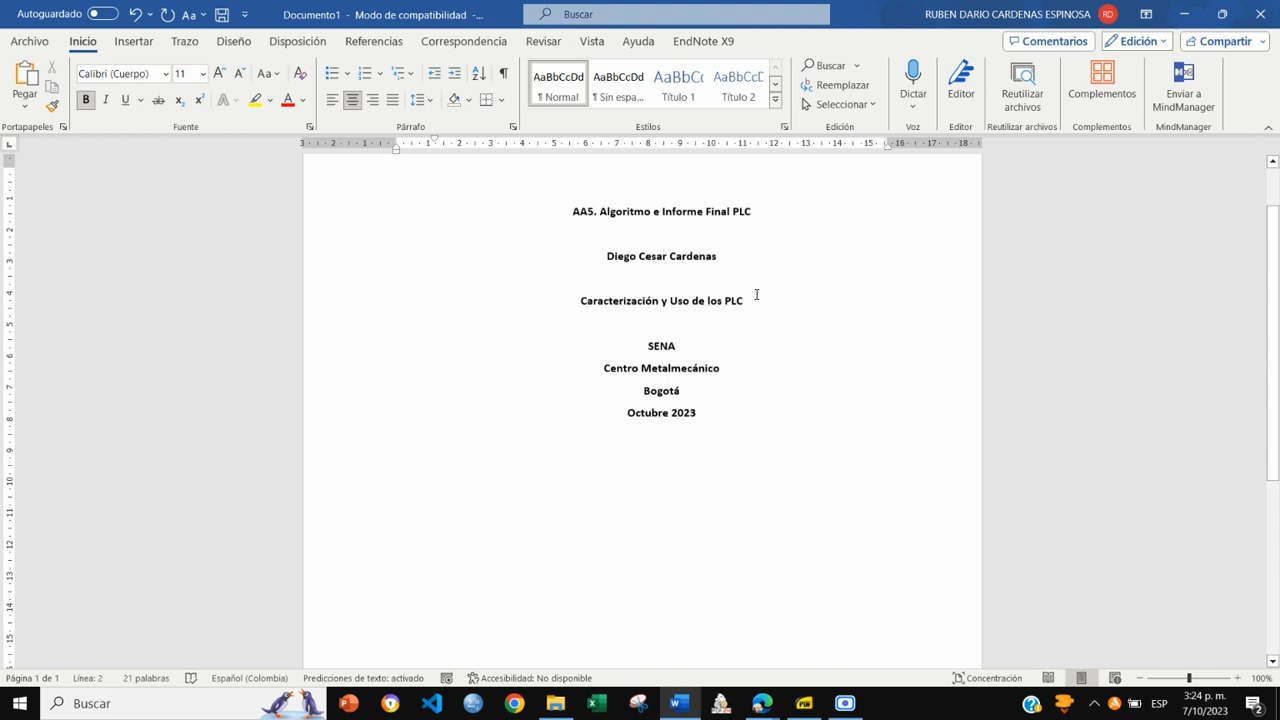 Autoguardado
Documento1 - Modo de compatibilidad -...
Buscar
RUBEN DARIO CARDENAS ESPINOSA
RD
Archivo Inicio Insertar Trazo Diseño Disposición Referencias Correspondencia Revisar Vista Ayuda EndNote X9
Comentarios Edición Compartir
Calibri (Cuerpo) 11
Pegar
AaBbCcDd AaBbCcDd AaBbCc AaBbCcD
¶ Normal ¶ Sin espa... Título 1 Título 2
Buscar
Reemplazar
Seleccionar
Dictar
Editor
Reutilizar archivos
Complementos
Enviar a MindManager
Portapapeles Fuente Párrafo Estilos Edición Voz Editor Reutilizar archivos Complementos MindManager
AA5. Algoritmo e Informe Final PLC
Diego Cesar Cardenas
Caracterización y Uso de los PLC
SENA
Centro Metalmecánico
Bogotá
Octubre 2023
Página 1 de 1 Línea: 2 21 palabras Español (Colombia) Predicciones de texto: activado Accesibilidad: No disponible Concentración 100%
Buscar
ESP
3:24 p. m.
7/10/2023
2